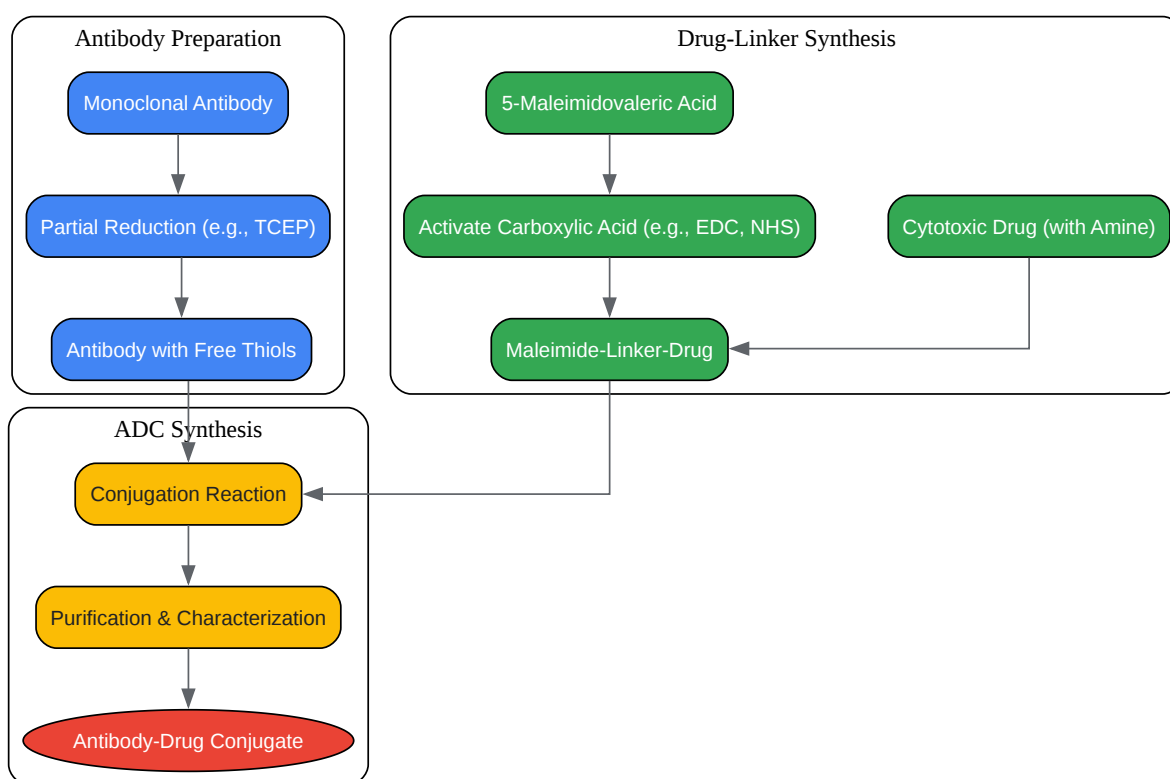 Antibody Preparation
Monoclonal Antibody
Partial Reduction (e.g., TCEP)
Antibody with Free Thiols
Drug-Linker Synthesis
5-Maleimidovaleric Acid
Activate Carboxylic Acid (e.g., EDC, NHS)
Cytotoxic Drug (with Amine)
Maleimide-Linker-Drug
ADC Synthesis
Conjugation Reaction
Purification & Characterization
Antibody-Drug Conjugate